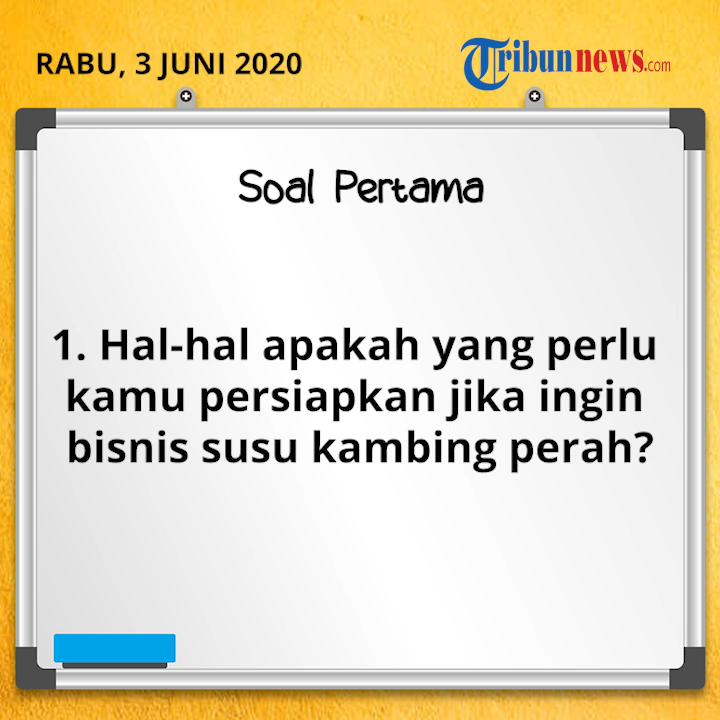 RABU, 3 JUNI 2020
Tribunnews.com
Soal Pertama
1. Hal-hal apakah yang perlu
kamu persiapkan jika ingin
bisnis susu kambing perah?